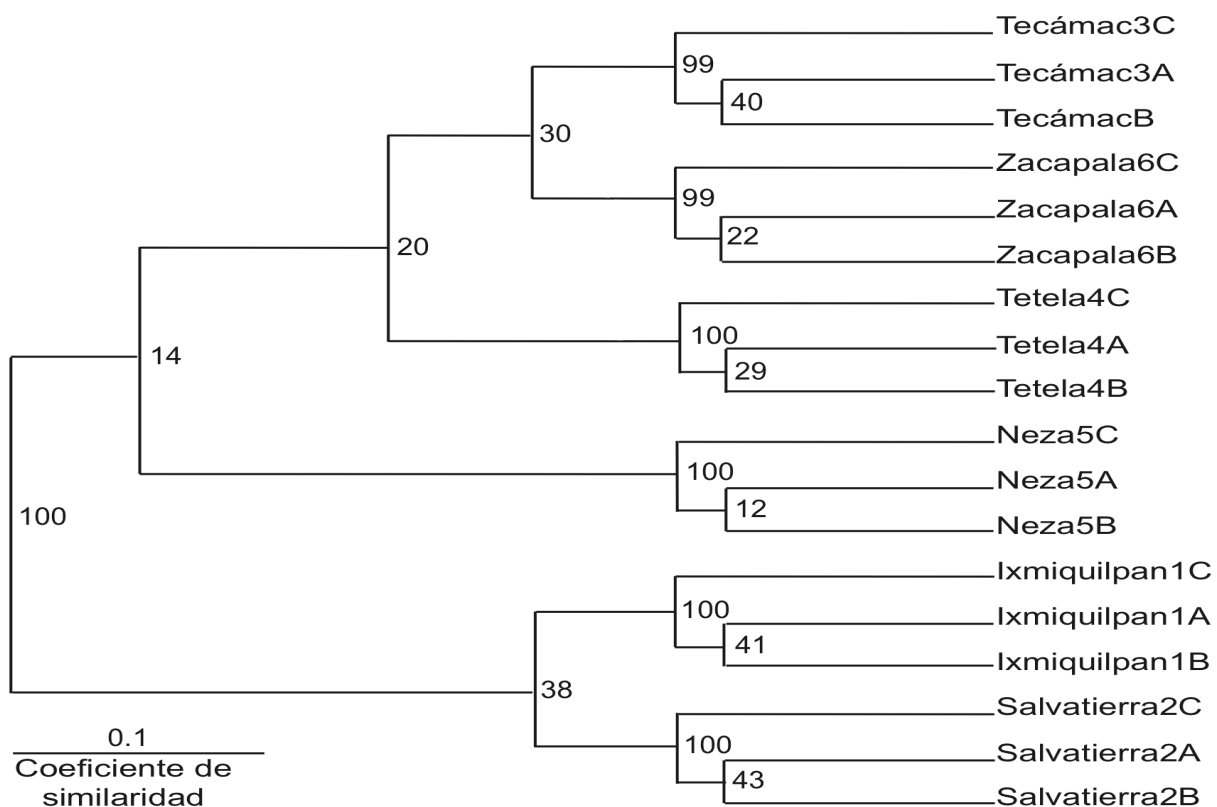 Tecámac3C
99
Tecámac3A
40
TecámacB
30
Zacapala6C
99
Zacapala6A
22
Zacapala6B
20
Tetela4C
100
Tetela4A
29
Tetela4B
14
Neza5C
100
Neza5A
12
Neza5B
100
Ixmiquilpan1C
100
Ixmiquilpan1A
41
Ixmiquilpan1B
38
Salvatierra2C
100
Salvatierra2A
43
Salvatierra2B
0.1
Coeficiente de
similaridad